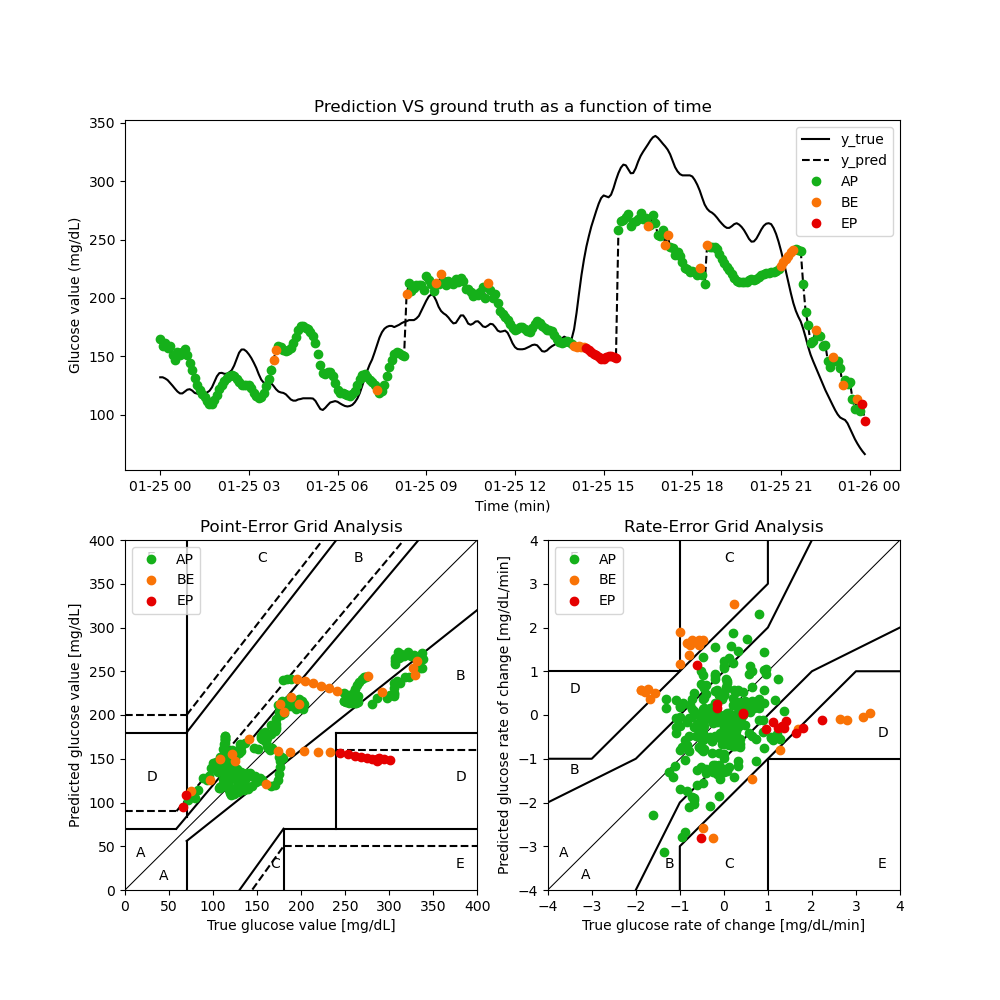 Prediction VS ground truth as a function of time
Glucose value (mg/dL)
350
300
250
200
150
100
y_true
y_pred
AP
BE
EP
01-25 00 01-25 03 01-25 06 01-25 09 01-25 12 01-25 15 01-25 18 01-25 21 01-26 00
Time (min)
Point-Error Grid Analysis
Predicted glucose value [mg/dL]
400
350
300
250
200
150
100
50
0
AP
BE
EP
C
B
B
D
D
A
A
C
E
0 50 100 150 200 250 300 350 400
True glucose value [mg/dL]
Rate-Error Grid Analysis
Predicted glucose rate of change [mg/dL/min]
4
3
2
1
0
−1
−2
−3
−4
AP
BE
EP
C
D
D
B
A
A
B
C
E
−4 −3 −2 −1 0 1 2 3 4
True glucose rate of change [mg/dL/min]